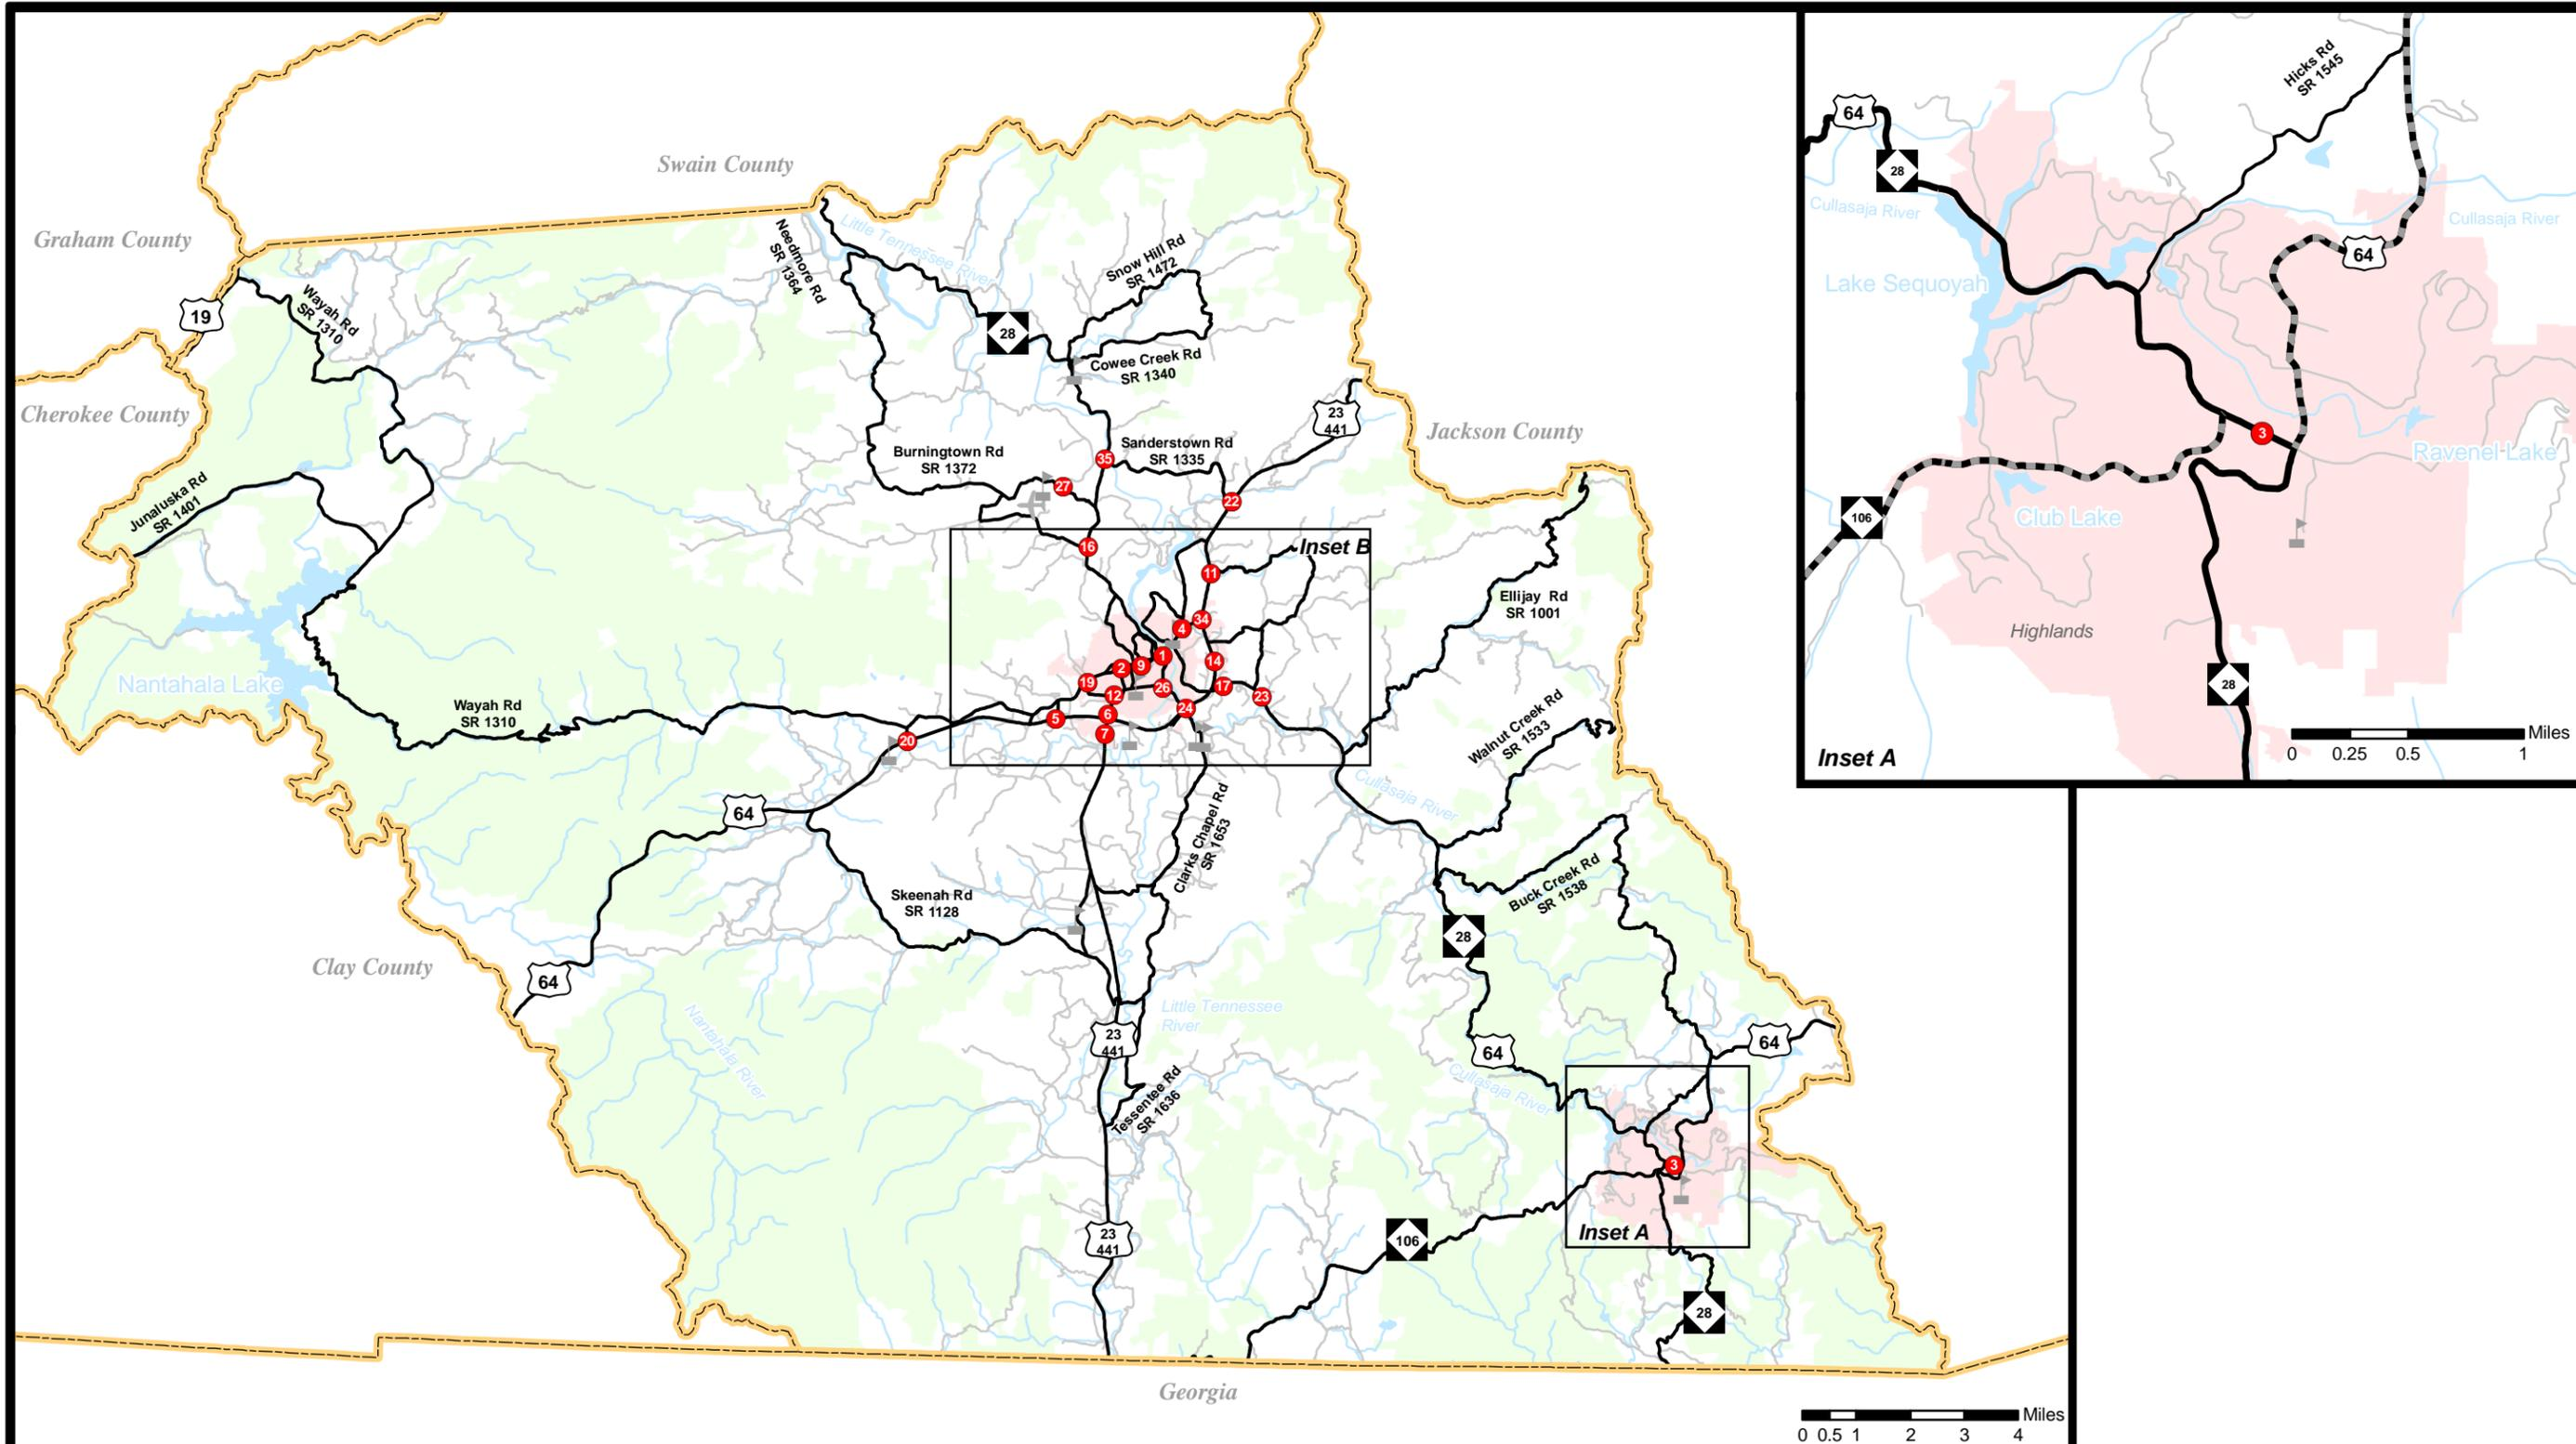 Swain County
Graham County
Cherokee County
Jackson County
Clay County
Georgia
19
Wayah Rd
SR 1310
Needmore Rd
SR 1364
Little Tennessee River
28
Snow Hill Rd
SR 1472
Cowee Creek Rd
SR 1340
23
441
Burningtown Rd
SR 1372
Sanderstown Rd
SR 1335
35
27
22
16
Inset B
11
34
4
1
9
2
14
19
12
26
17
23
6
24
5
7
20
Junaluska Rd
SR 1401
Nantahala Lake
Wayah Rd
SR 1310
Ellijay Rd
SR 1001
Walnut Creek Rd
SR 1533
Cullasaja River
64
Clarks Chapel Rd
SR 1653
Buck Creek Rd
SR 1538
Skeenah Rd
SR 1128
28
64
Nantahala River
Little Tennessee
River
23
441
64
64
Tessentee Rd
SR 1636
Cullasaja River
3
Inset A
23
441
106
28
Miles
0 0.5 1 2 3 4
Hicks Rd
SR 1545
64
28
Cullasaja River
Cullasaja River
64
Lake Sequoyah
3
Ravenel Lake
106
Club Lake
Highlands
28
Inset A
Miles
0 0.25 0.5 1